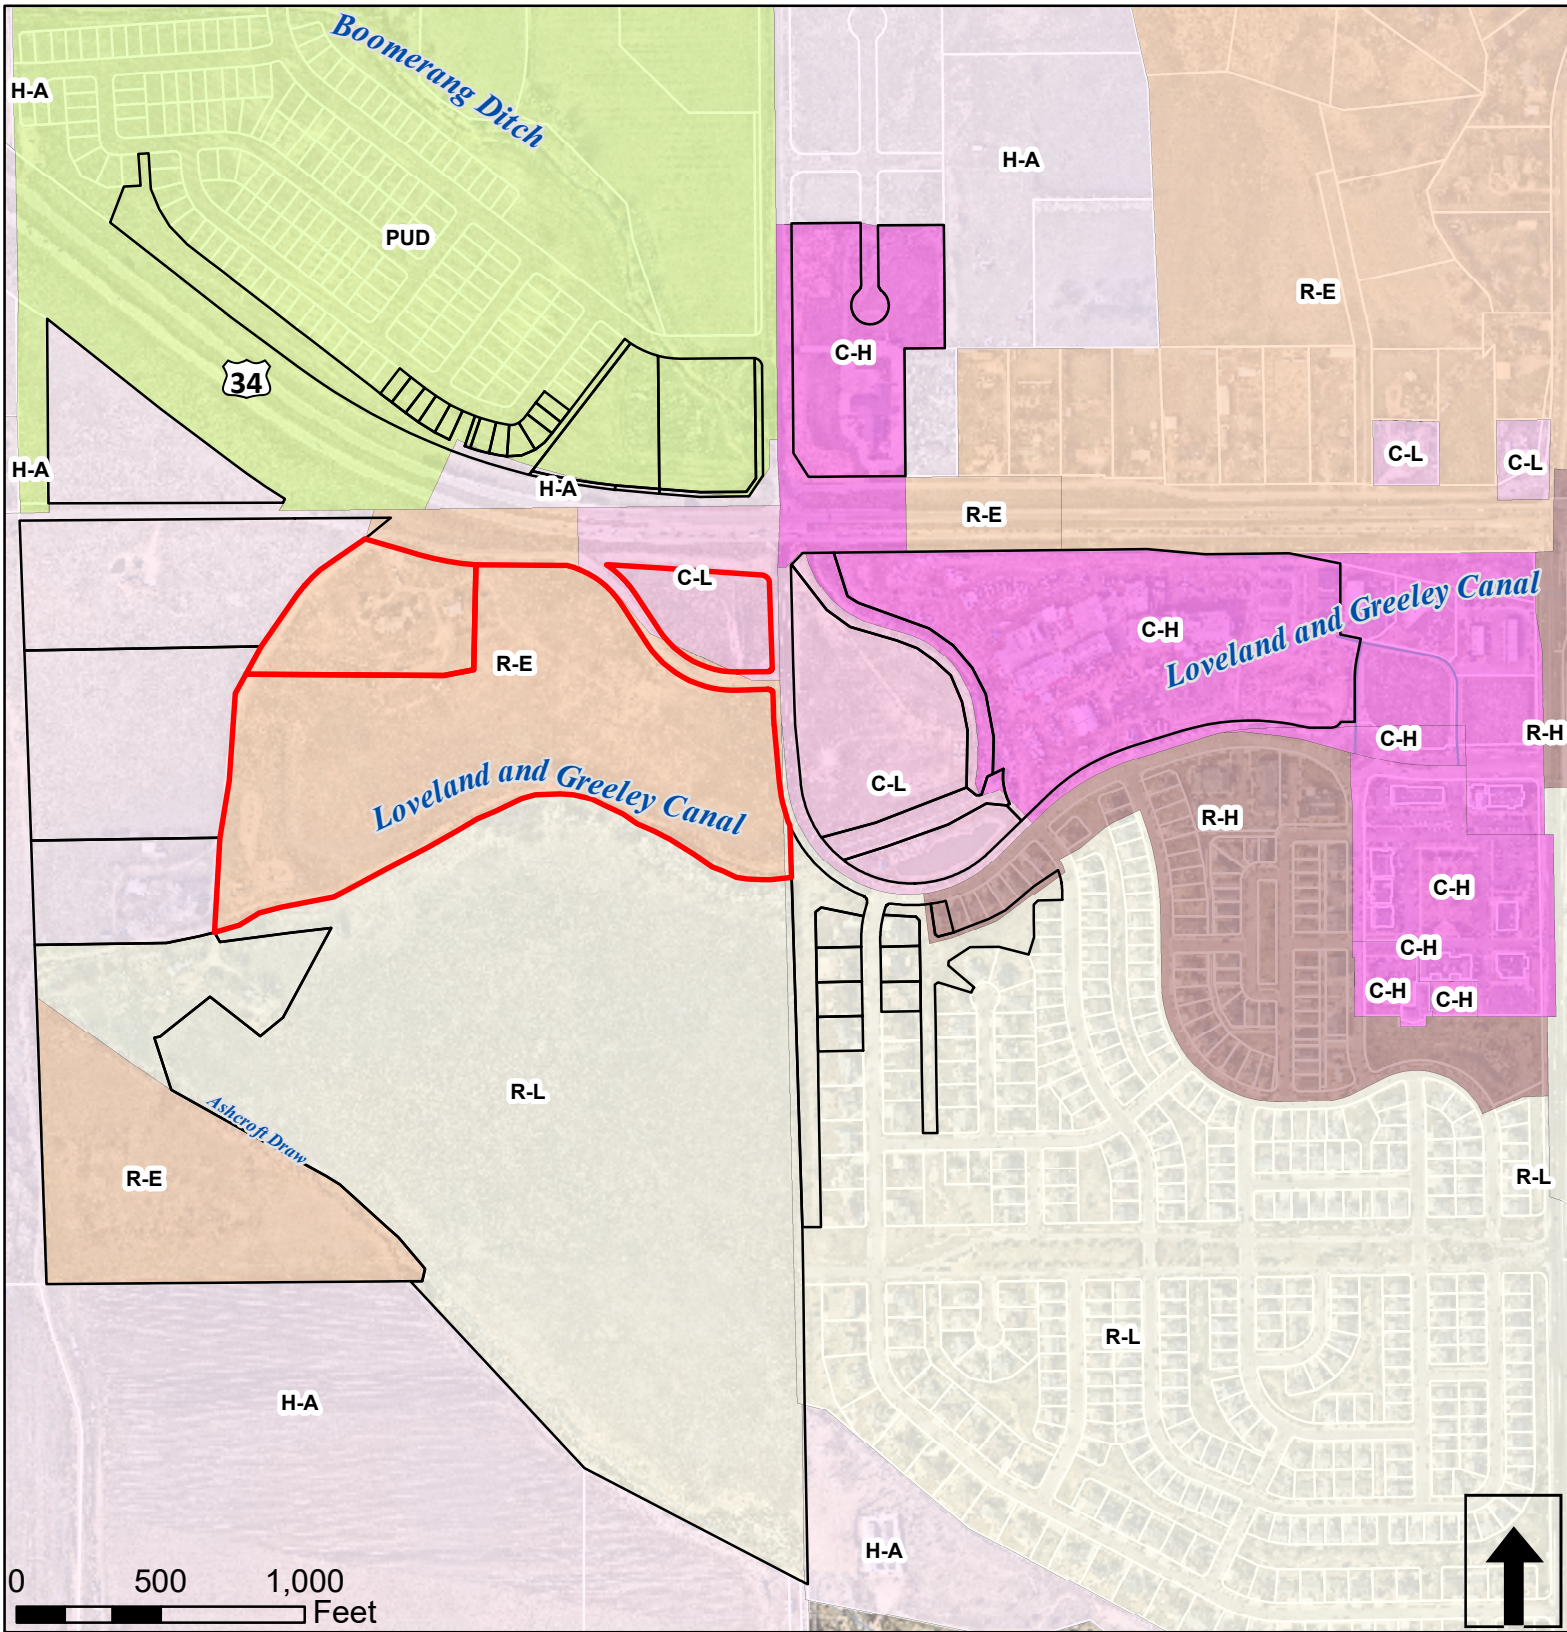 Boomerang Ditch
H-A
H-A
PUD
R-E
C-H
34
C-L
C-L
H-A
H-A
R-E
C-L
Loveland and Greeley Canal
C-H
R-E
C-H
R-H
Loveland and Greeley Canal
C-L
R-H
C-H
C-H
C-H
C-H
R-L
Ashcroft Draw
R-E
R-L
R-L
H-A
H-A
0 500 1,000
Feet